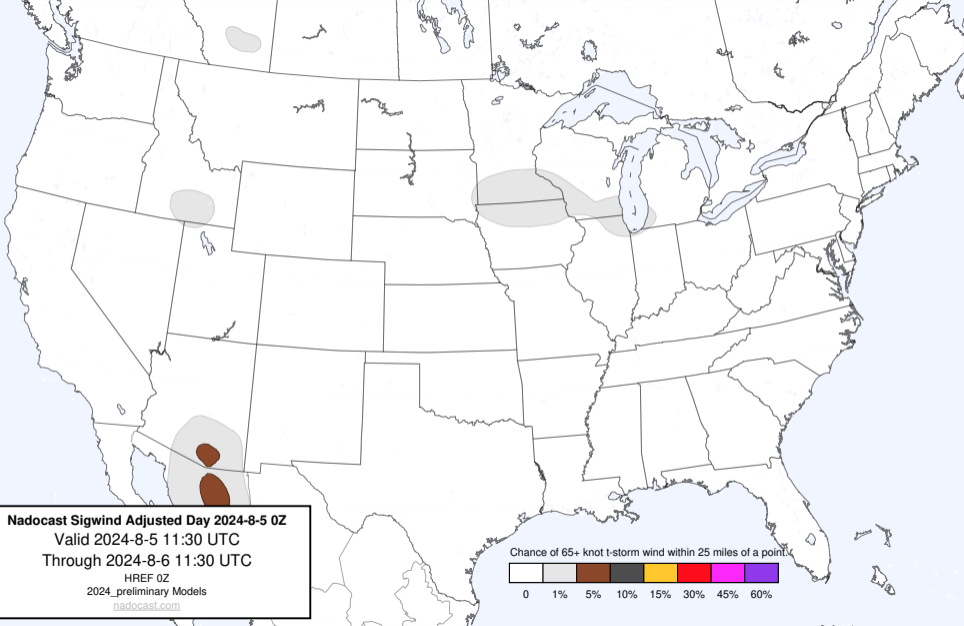 Nadocast Sigwind Adjusted Day 2024-8-5 0Z
Valid 2024-8-5 11:30 UTC
Through 2024-8-6 11:30 UTC
HREF 0Z
2024_preliminary Models
nadocast.com
Chance of 65+ knot t-storm wind within 25 miles of a point.
0 1% 5% 10% 15% 30% 45% 60%